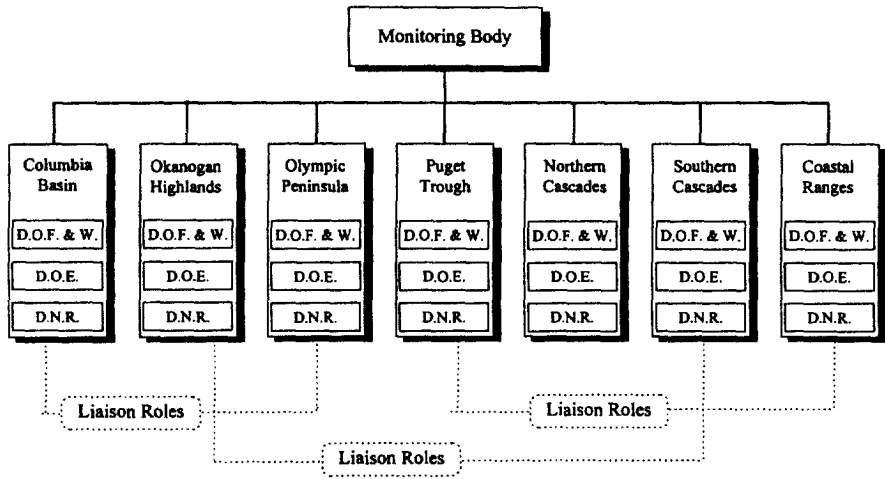 Monitoring Body
Columbia
Basin
D.O.F. & W.
D.O.E.
D.N.R.
Okanogan
Highlands
D.O.F. & W.
D.O.E.
D.N.R.
Olympic
Peninsula
D.O.F. & W.
D.O.E.
D.N.R.
Puget
Trough
D.O.F. & W.
D.O.E.
D.N.R.
Northern
Cascades
D.O.F. & W.
D.O.E.
D.N.R.
Southern
Cascades
D.O.F. & W.
D.O.E.
D.N.R.
Coastal
Ranges
D.O.F. & W.
D.O.E.
D.N.R.
Liaison Roles
Liaison Roles
Liaison Roles